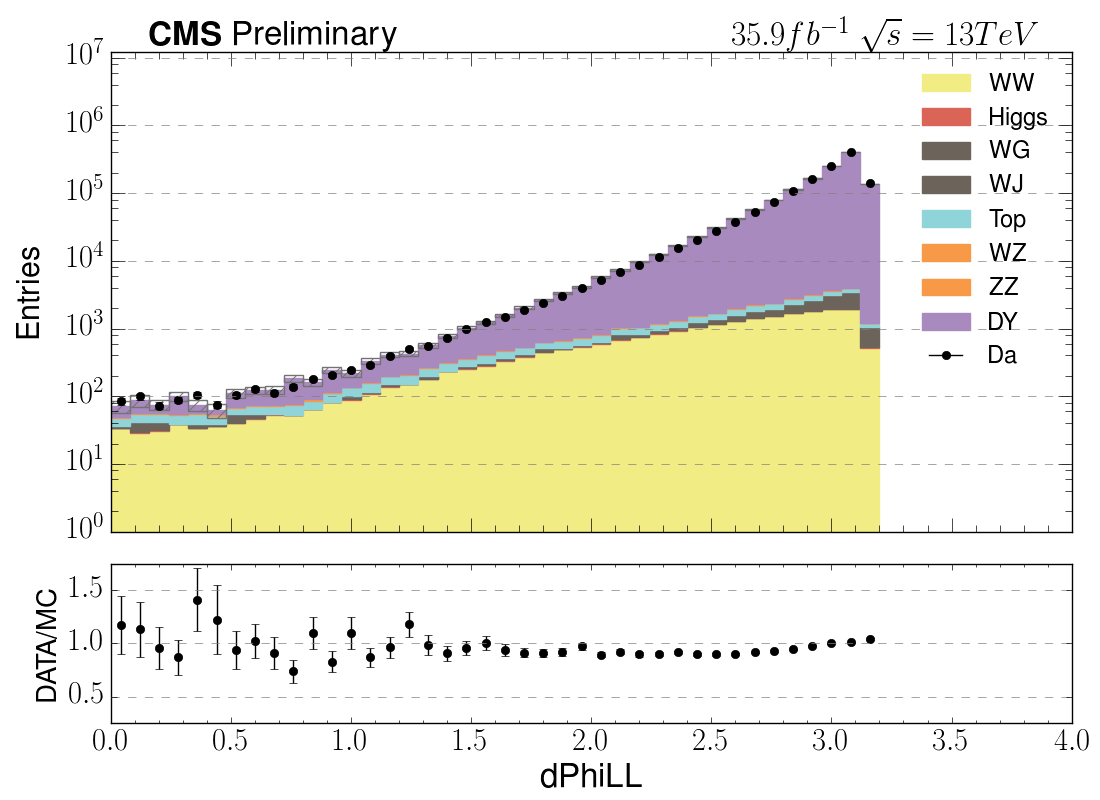 CMS Preliminary
35.9fb⁻¹ √s = 13TeV
10⁷
10⁶
10⁵
10⁴
10³
10²
10¹
10⁰
Entries
WW
Higgs
WG
WJ
Top
WZ
ZZ
DY
Da
1.5
1.0
0.5
DATA/MC
0.0 0.5 1.0 1.5 2.0 2.5 3.0 3.5 4.0
dPhiLL